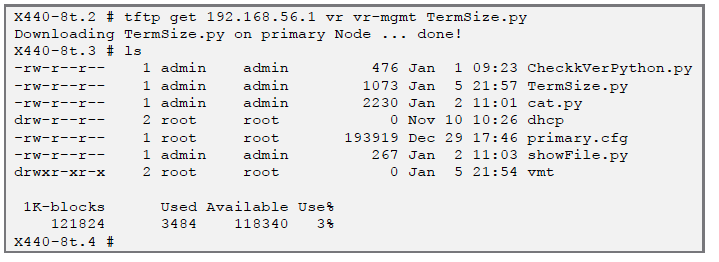 X440-8t.2 # tftp get 192.168.56.1 vr vr-mgmt TermSize.py
Downloading TermSize.py on primary Node ... done!
X440-8t.3 # ls
-rw-r--r--    1 admin    admin         476 Jan  1 09:23 CheckkVerPython.py
-rw-r--r--    1 admin    admin        1073 Jan  5 21:57 TermSize.py
-rw-r--r--    1 admin    admin        2230 Jan  2 11:01 cat.py
drw-r--r--    2 root     root            0 Nov 10 10:26 dhcp
-rw-r--r--    1 root     root       193919 Dec 29 17:46 primary.cfg
-rw-r--r--    1 admin    admin         267 Jan  2 11:03 showFile.py
drwxr-xr-x    2 root     root            0 Jan  5 21:54 vmt
 1K-blocks      Used Available Use%
    121824      3484    118340   3%
X440-8t.4 #